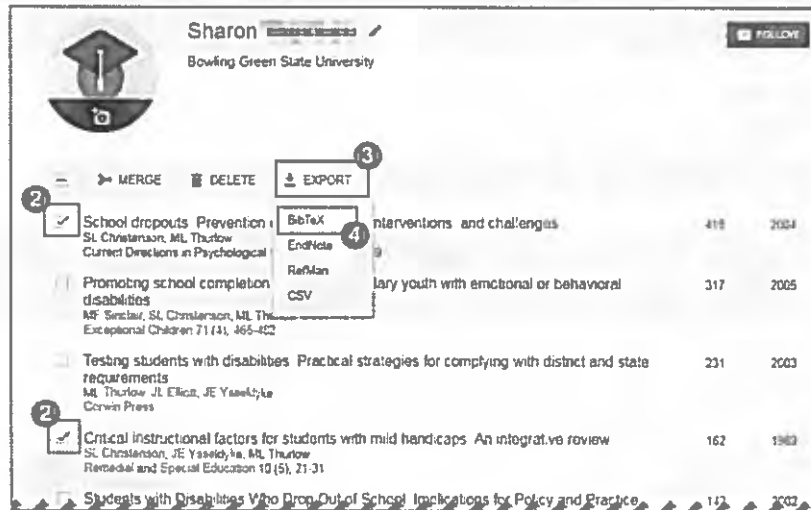 Sharon
Bowling Green State University
FOLLOW
3
MERGE DELETE EXPORT
2
School dropouts Prevention nterventions and challenges 2004
SL Christenson, ML Thurlow
Current Directions in Psychological
BibTeX
4
EndNote
RefMan
CSV
Promoting school completion lary youth with emotional or behavioral 317 2005
disabilities
MF Sinclair, SL Christenson, ML
Exceptional Children 71 (4), 465-482
Testing students with disabilities Practical strategies for complying with district and state 231 2003
requirements
ML Thurlow JL Elliott, JE Ysseldyke
Corwin Press
2
Critical instructional factors for students with mild handicaps An integrative review 162
SL Christenson, JE Ysseldyke, ML Thurlow
Remedial and Special Education 10 (5), 21-31
Students with Disabilities Who Drop Out of School Implications for Policy and Practice 2002